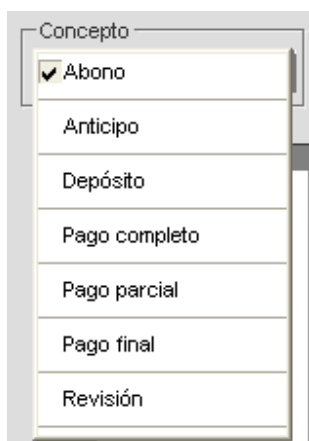 Concepto
Abono
Anticipo
Depósito
Pago completo
Pago parcial
Pago final
Revisión